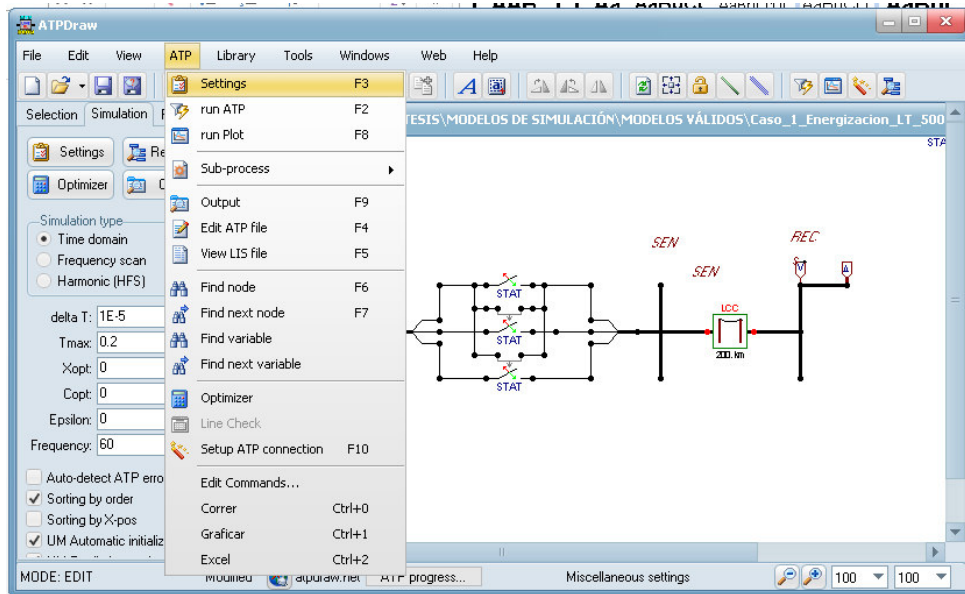 ATPDraw
File Edit View ATP Library Tools Windows Web Help
Selection Simulation
TESIS\MODELOS DE SIMULACIÓN\MODELOS VÁLIDOS\Caso_1_Energizacion_LT_500
Settings
Optimizer
Simulation type
Time domain
Frequency scan
Harmonic (HFS)
delta T: 1E-5
Tmax: 0.2
Xopt: 0
Copt: 0
Epsilon: 0
Frequency: 60
Auto-detect ATP erro
Sorting by order
Sorting by X-pos
UM Automatic initializ
Settings F3
run ATP F2
run Plot F8
Sub-process
Output F9
Edit ATP file F4
View LIS file F5
Find node F6
Find next node F7
Find variable
Find next variable
Optimizer
Line Check
Setup ATP connection F10
Edit Commands...
Correr Ctrl+0
Graficar Ctrl+1
Excel Ctrl+2
STA
SEN
REC
SEN
STAT
STAT
STAT
LCC
200. km
V
A
MODE: EDIT Modified atpdraw.net ATP progress... Miscellaneous settings 100 100